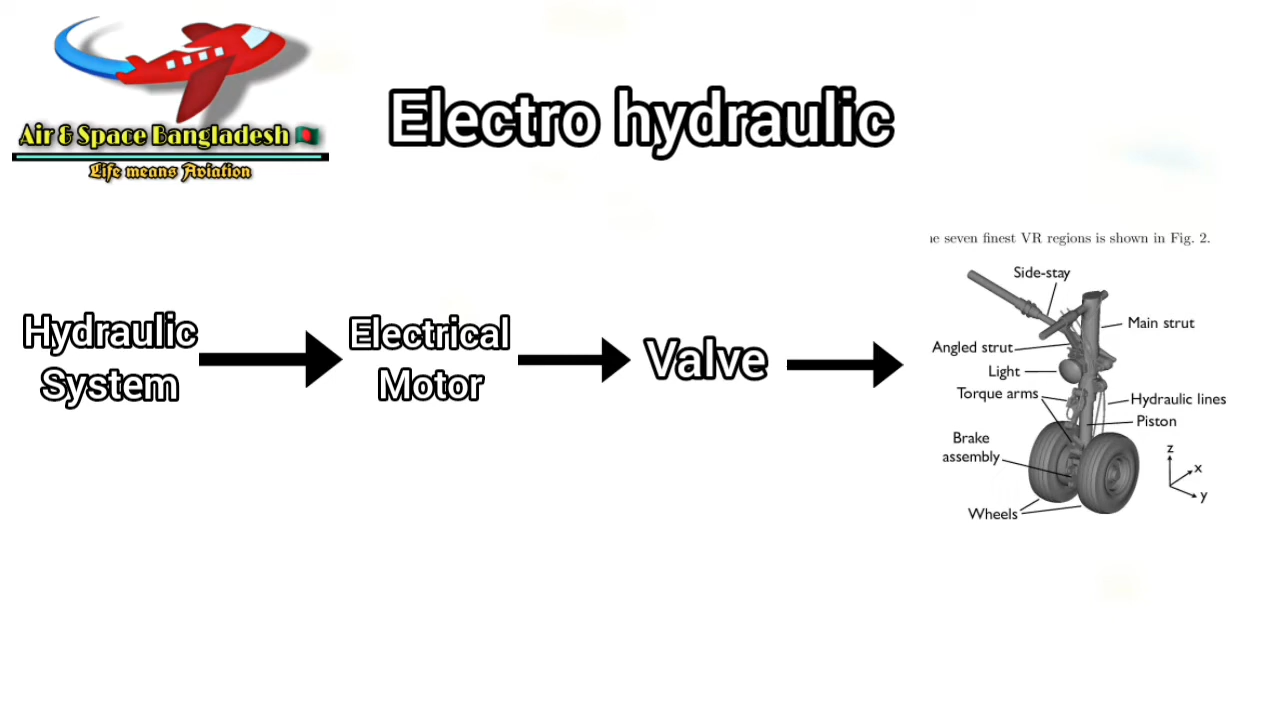 Air & Space Bangladesh
Life means Aviation
Electro hydraulic
Hydraulic
System
Electrical
Motor
Valve
ne seven finest VR regions is shown in Fig. 2.
Side-stay
Main strut
Angled strut
Light
Torque arms
Hydraulic lines
Piston
Brake
assembly
Wheels
z
x
y